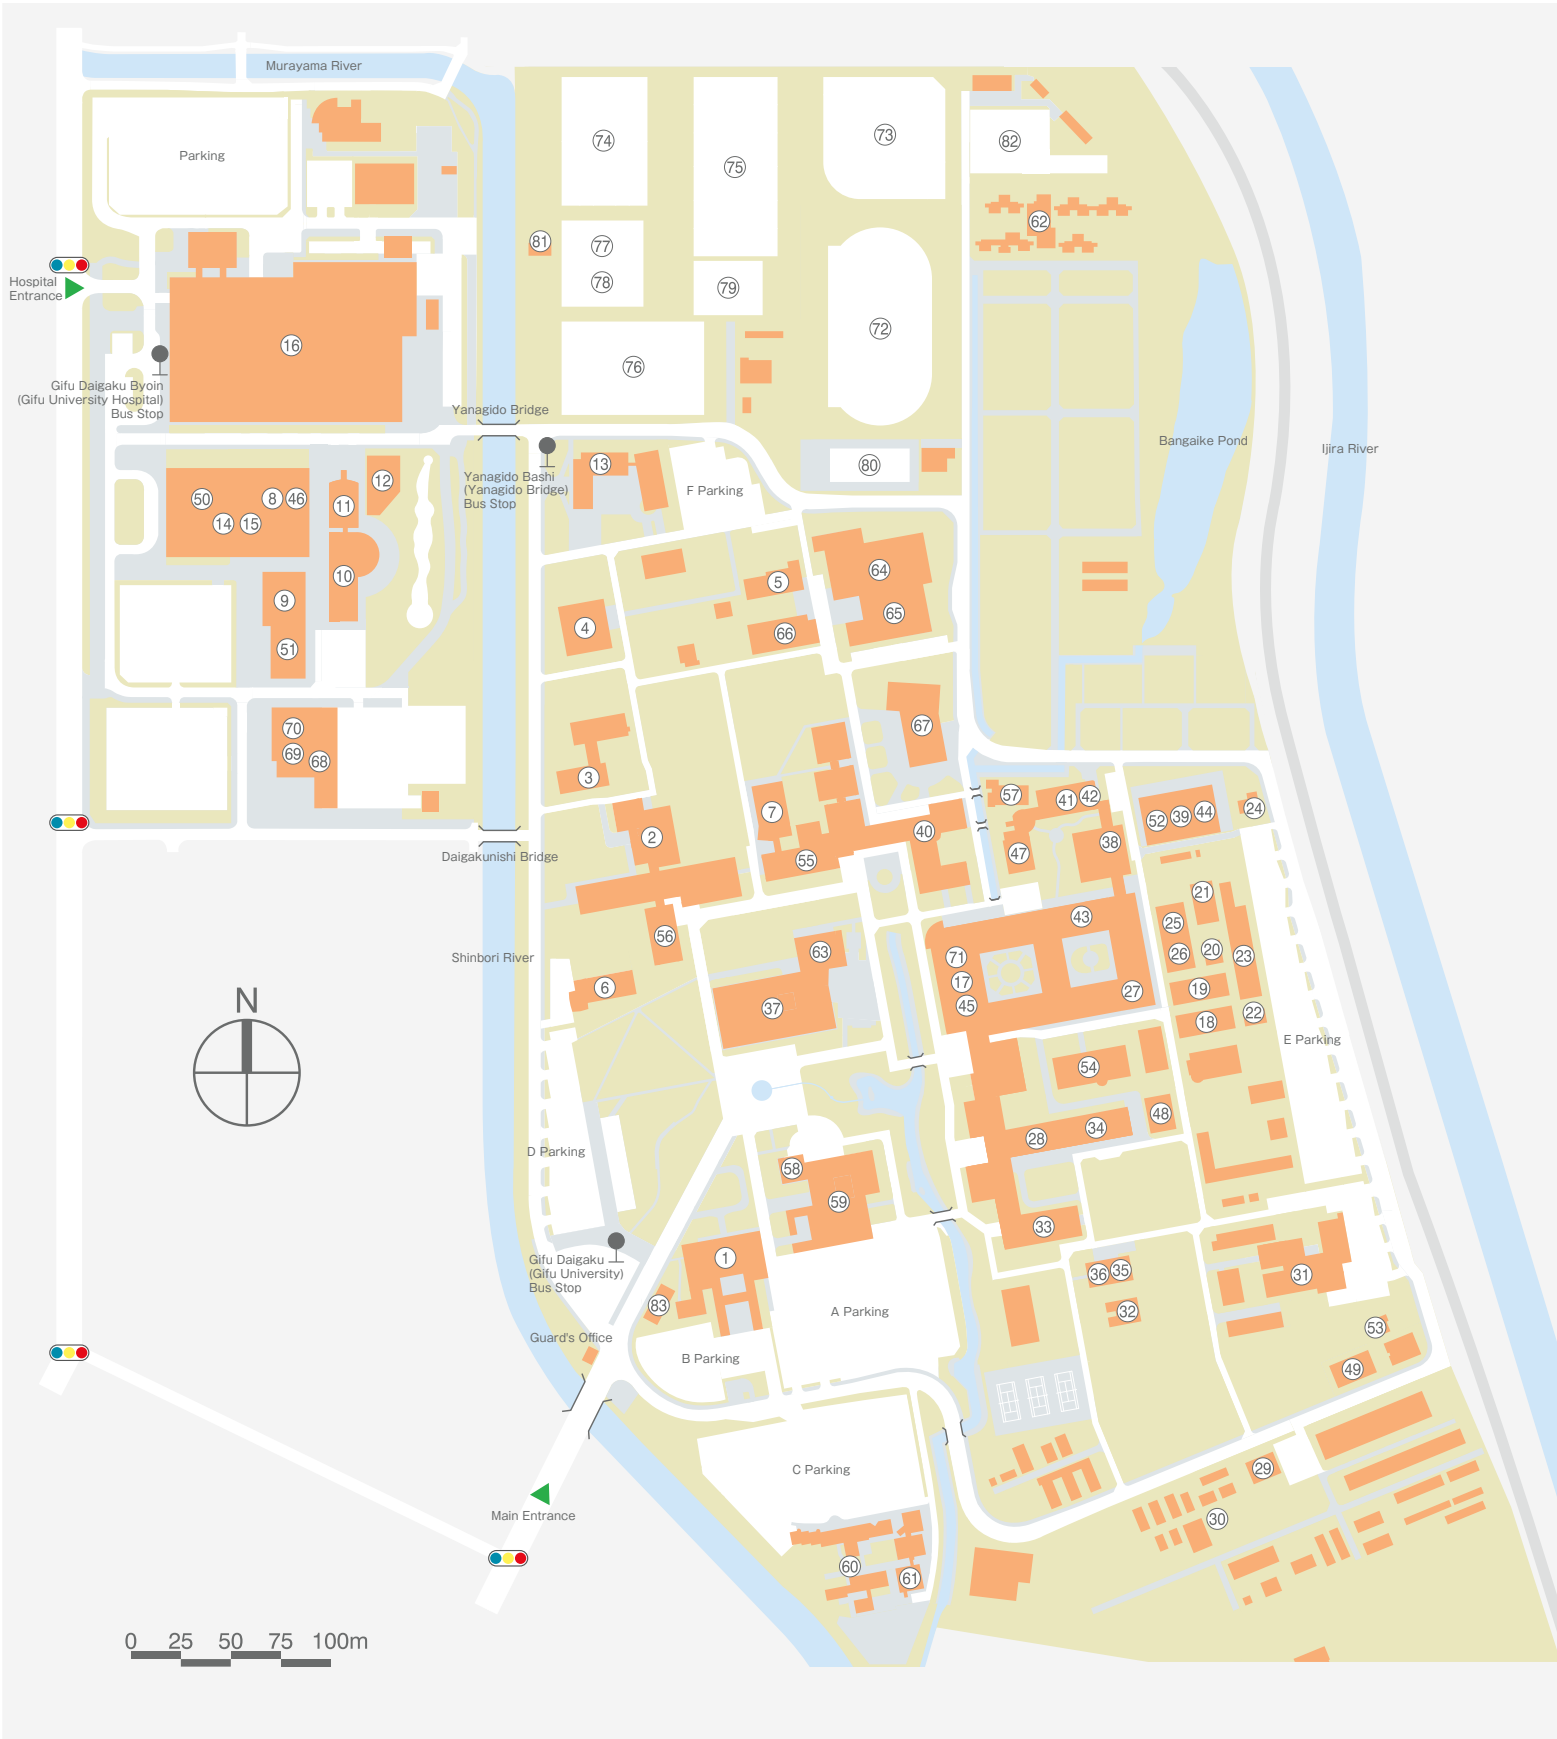 Murayama River
Parking
74
75
73
82
62
81
77
78
79
72
Hospital
Entrance
16
76
Gifu Daigaku Byoin
(Gifu University Hospital)
Bus Stop
Yanagido Bridge
Bangaike Pond
Ijira River
Yanagido Bashi
(Yanagido Bridge)
Bus Stop
13
F Parking
80
12
50
8
46
11
14
15
10
9
51
5
64
65
4
66
67
70
69
68
3
57
41
42
52
39
44
24
7
2
40
38
47
55
Daigakunishi Bridge
21
43
25
56
63
71
26
20
23
Shinbori River
6
17
45
27
19
37
18
22
N
E Parking
54
48
28
34
D Parking
58
59
33
1
Gifu Daigaku
(Gifu University)
Bus Stop
36
35
31
83
32
A Parking
53
Guard's Office
B Parking
49
C Parking
29
Main Entrance
30
60
61
0 25 50 75 100m